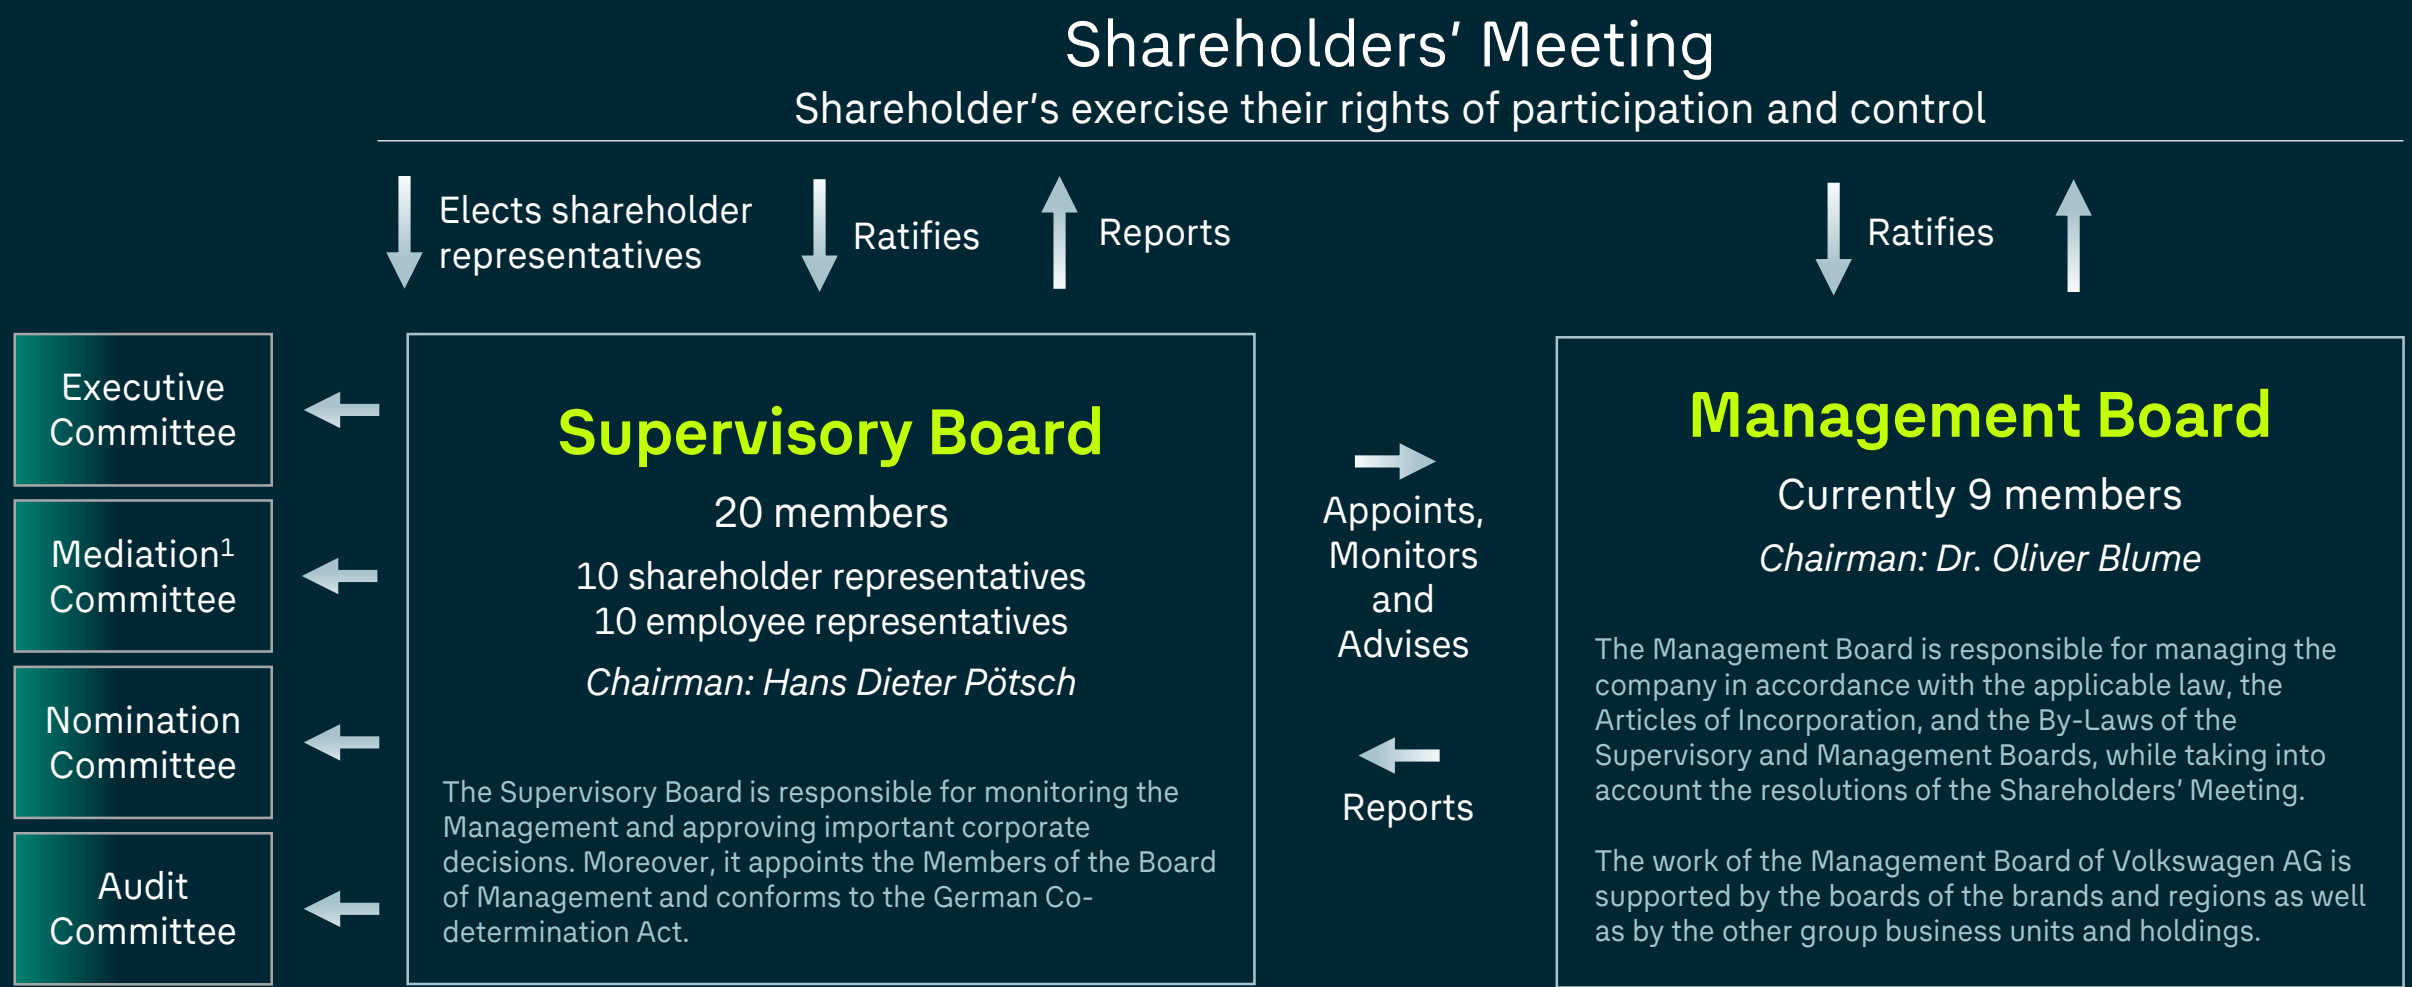 Shareholders’ Meeting
Shareholder’s exercise their rights of participation and control
Elects shareholder
representatives
Ratifies
Reports
Ratifies
Executive
Committee
Mediation¹
Committee
Nomination
Committee
Audit
Committee
Supervisory Board
20 members
10 shareholder representatives
10 employee representatives
Chairman: Hans Dieter Pötsch
The Supervisory Board is responsible for monitoring the
Management and approving important corporate
decisions. Moreover, it appoints the Members of the Board
of Management and conforms to the German Co-
determination Act.
Appoints,
Monitors
and
Advises
Reports
Management Board
Currently 9 members
Chairman: Dr. Oliver Blume
The Management Board is responsible for managing the
company in accordance with the applicable law, the
Articles of Incorporation, and the By-Laws of the
Supervisory and Management Boards, while taking into
account the resolutions of the Shareholders’ Meeting.
The work of the Management Board of Volkswagen AG is
supported by the boards of the brands and regions as well
as by the other group business units and holdings.